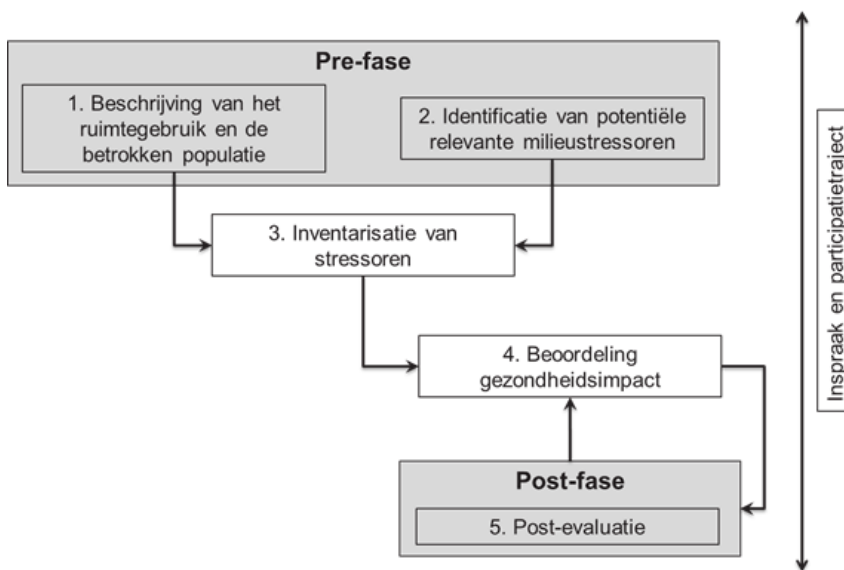 Pre-fase
1. Beschrijving van het
ruimtegebruik en de
betrokken populatie
2. Identificatie van potentiële
relevante milieustressoren
3. Inventarisatie van
stressoren
4. Beoordeling
gezondheidsimpact
Post-fase
5. Post-evaluatie
Inspraak en participatietraject